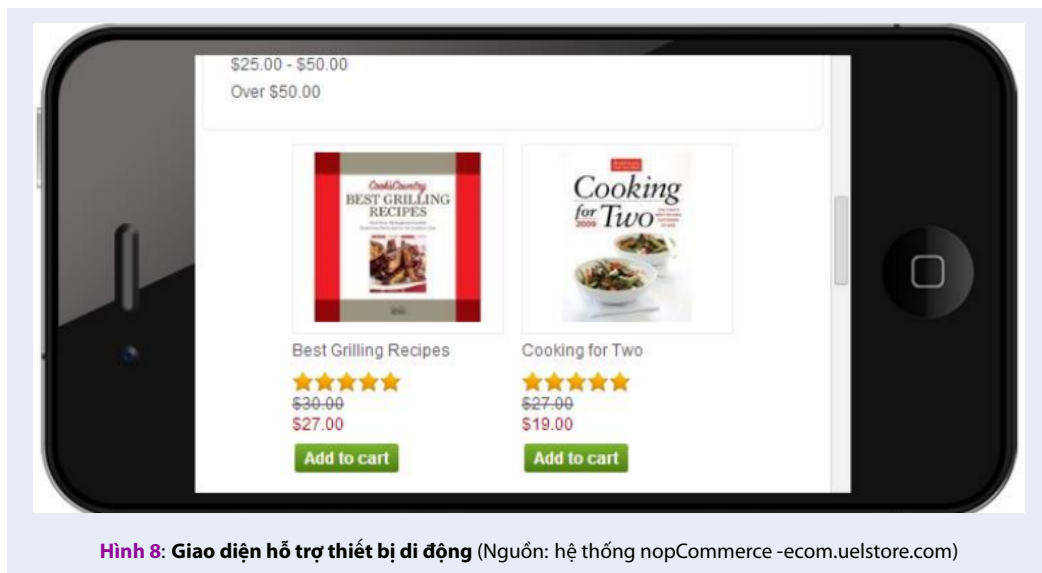 $25.00 - $50.00
Over $50.00
Cook'sCountry
BEST GRILLING
RECIPES
Cooking
for Two
2009
Best Grilling Recipes
Cooking for Two
$30.00
$27.00
$27.00
$19.00
Add to cart
Add to cart
Hình 8: Giao diện hỗ trợ thiết bị di động (Nguồn: hệ thống nopCommerce -ecom.uelstore.com)